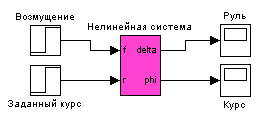 Возмущение
Нелинейная система
Руль
f delta
r phi
Заданный курс
Курс